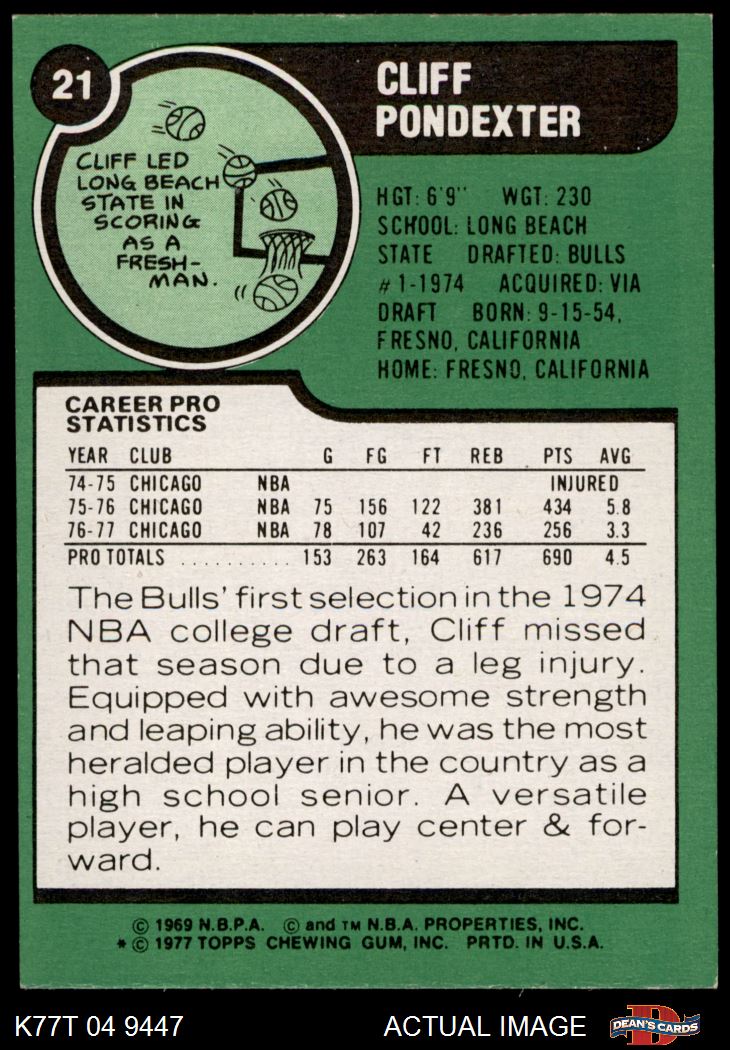 21
CLIFF
PONDEXTER
CLIFF LED
LONG BEACH
STATE IN
SCORING
AS A
FRESH-
MAN.
HGT: 6'9" WGT: 230
SCHOOL: LONG BEACH
STATE DRAFTED: BULLS
#1-1974 ACQUIRED: VIA
DRAFT BORN: 9-15-54,
FRESNO, CALIFORNIA
HOME: FRESNO, CALIFORNIA
CAREER PRO
STATISTICS
YEAR CLUB G FG FT REB PTS AVG
74-75 CHICAGO NBA INJURED
75-76 CHICAGO NBA 75 156 122 381 434 5.8
76-77 CHICAGO NBA 78 107 42 236 256 3.3
PRO TOTALS .......... 153 263 164 617 690 4.5
The Bulls' first selection in the 1974
NBA college draft, Cliff missed
that season due to a leg injury.
Equipped with awesome strength
and leaping ability, he was the most
heralded player in the country as a
high school senior. A versatile
player, he can play center & for-
ward.
© 1969 N.B.P.A. © and TM N.B.A. PROPERTIES, INC.
* © 1977 TOPPS CHEWING GUM, INC. PRTD. IN U.S.A.
K77T 04 9447 ACTUAL IMAGE
DEAN'S CARDS